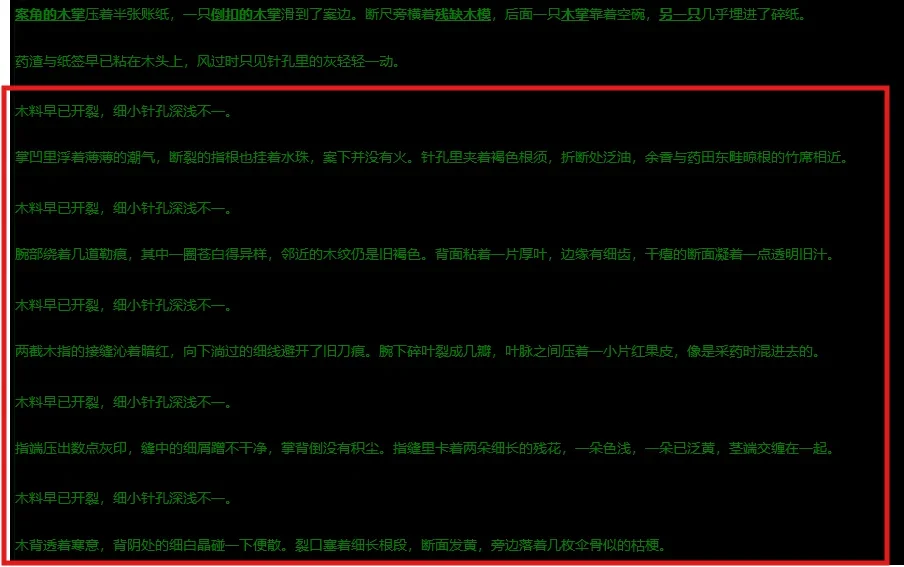 案角的木掌压着半张账纸，一只倒扣的木掌滑到了案边。断尺旁横着残缺木模，后面一只木掌靠着空碗，另一只几乎埋进了碎纸。
药渣与纸签早已粘在木头上，风过时只见针孔里的灰轻轻一动。
木料早已开裂，细小针孔深浅不一。
掌凹里浮着薄薄的潮气，断裂的指根也挂着水珠，案下并没有火。针孔里夹着褐色根须，折断处泛油，余香与药田东畦晾根的竹席相近。
木料早已开裂，细小针孔深浅不一。
腕部绕着几道勒痕，其中一圈苍白得异样，邻近的木纹仍是旧褐色。背面粘着一片厚叶，边缘有细齿，干瘪的断面凝着一点透明旧汁。
木料早已开裂，细小针孔深浅不一。
两截木指的接缝沁着暗红，向下淌过的细线避开了旧刀痕。腕下碎叶裂成几瓣，叶脉之间压着一小片红果皮，像是采药时混进去的。
木料早已开裂，细小针孔深浅不一。
指端压出数点灰印，缝中的细屑蹭不干净，掌背倒没有积尘。指缝里卡着两朵细长的残花，一朵色浅，一朵已泛黄，茎端交缠在一起。
木料早已开裂，细小针孔深浅不一。
木背透着寒意，背阴处的细白晶碰一下便散。裂口塞着细长根段，断面发黄，旁边落着几枚伞骨似的枯梗。